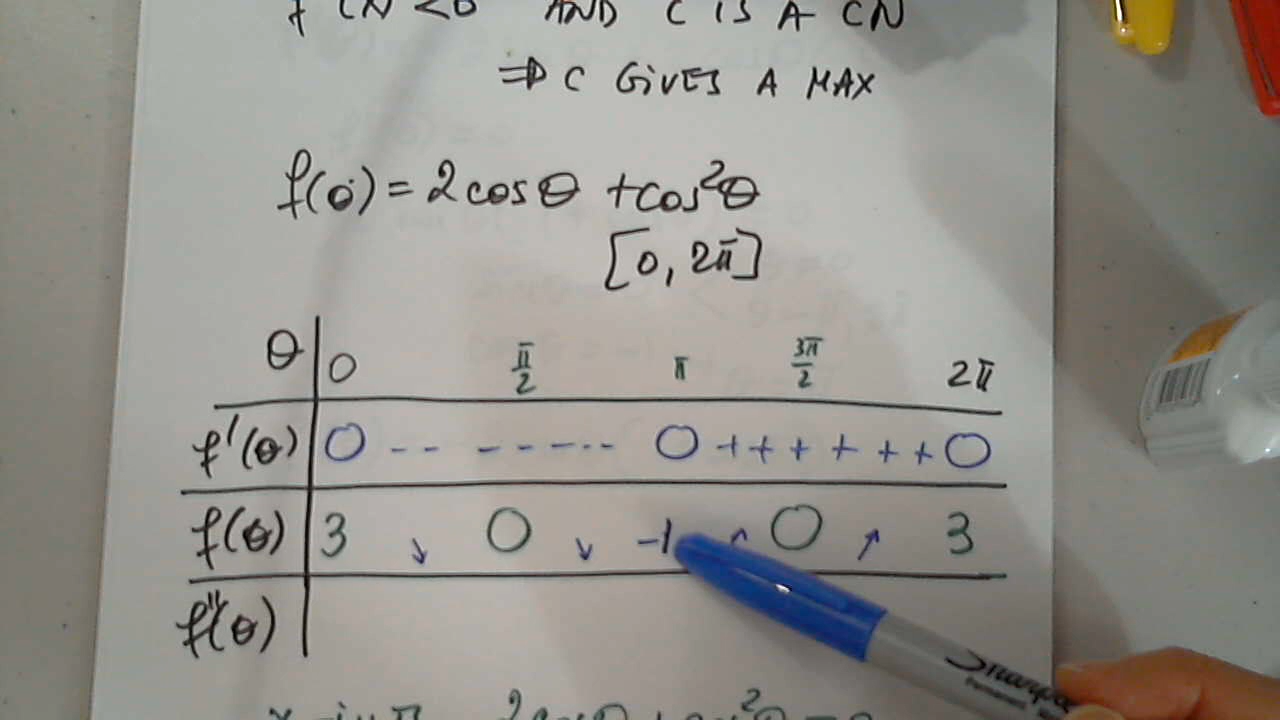 AND C IS A CN
⇒ C GIVES A MAX
f(θ) = 2cosθ + cos²θ
[0, 2π]
θ 0 π/2 π 3π/2 2π
f'(θ) 0 -- ------ 0 ++++++ 0
f(θ) 3 ↘ 0 ↘ -1 ↗ 0 ↗ 3
f''(θ)
Sharpie